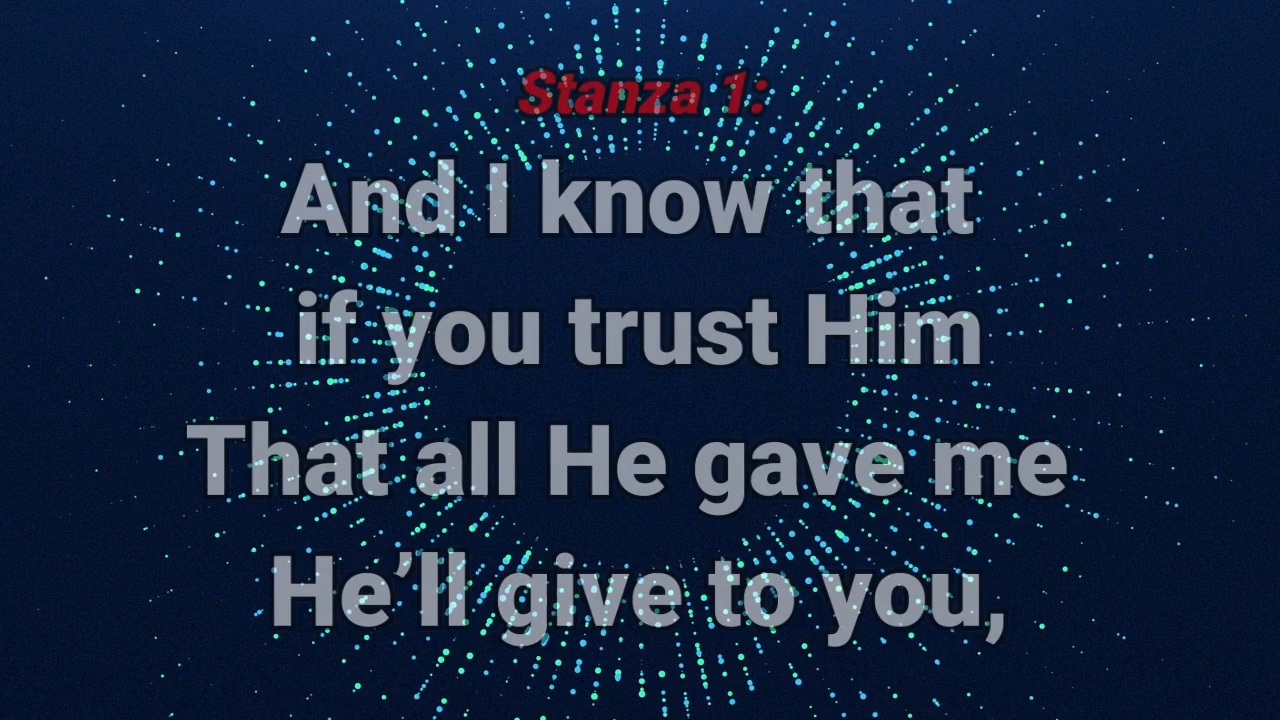 Stanza 1:
And I know that
if you trust Him
That all He gave me
He’ll give to you,